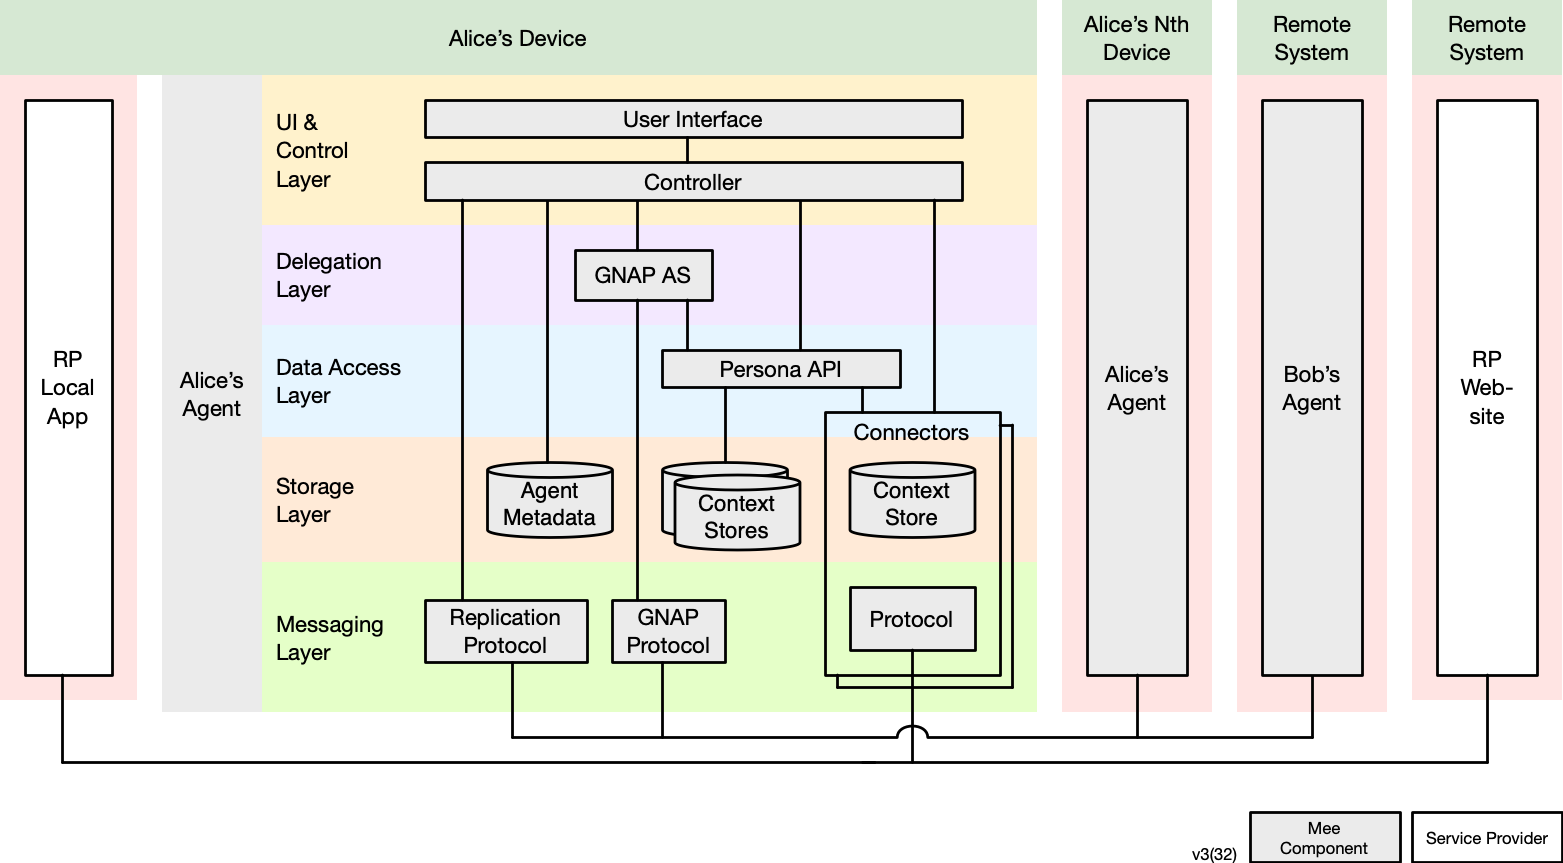 Alice's Device
Alice's Nth
Device
Remote
System
Remote
System
UI &
Control
Layer
User Interface
Controller
Delegation
Layer
GNAP AS
RP
Local
App
Alice's
Agent
Data Access
Layer
Persona API
Connectors
Alice's
Agent
Bob's
Agent
RP
Web-
site
Storage
Layer
Agent
Metadata
Context
Stores
Context
Store
Messaging
Layer
Replication
Protocol
GNAP
Protocol
Protocol
v3(32)
Mee
Component
Service Provider